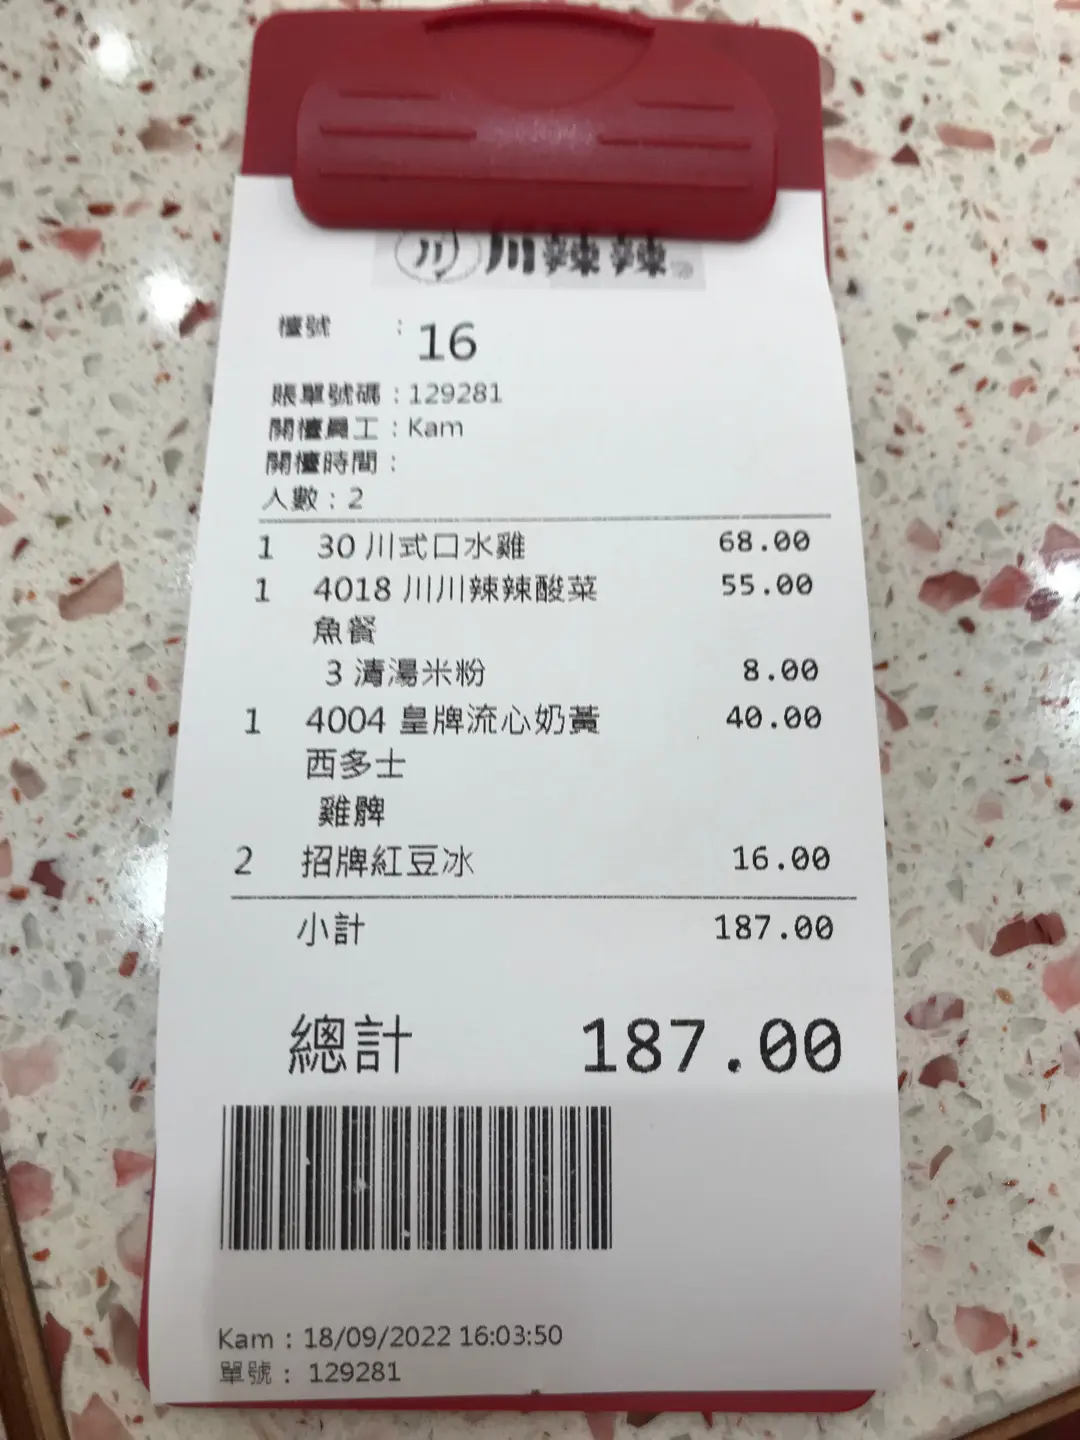 川川辣辣
檯號 : 16
賬單號碼 : 129281
開檯員工 : Kam
開檯時間 :
人數 : 2
1 30 川式口水雞 68.00
1 4018 川川辣辣酸菜 55.00
魚餐
3 清湯米粉 8.00
1 4004 皇牌流心奶黃 40.00
西多士
雞髀
2 招牌紅豆冰 16.00
小計 187.00
總計 187.00
Kam : 18/09/2022 16:03:50
單號 : 129281